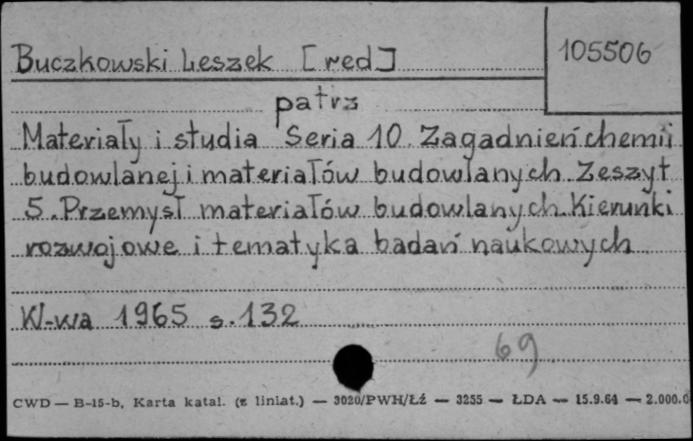 Buczkowski Leszek [red]
105506
patrz
Materiały i studia Seria 10. Zagadnień chemii
budowlanej i materiałów budowlanych. Zeszyt
5. Przemysł materiałów budowlanych. Kierunki
rozwojowe i tematyka badań naukowych
W-wa 1965 s. 132
69
CWD — B-15-b, Karta katal. (z liniat.) — 3020/PWH/Łź — 3255 — ŁDA — 15.9.64 — 2.000.0